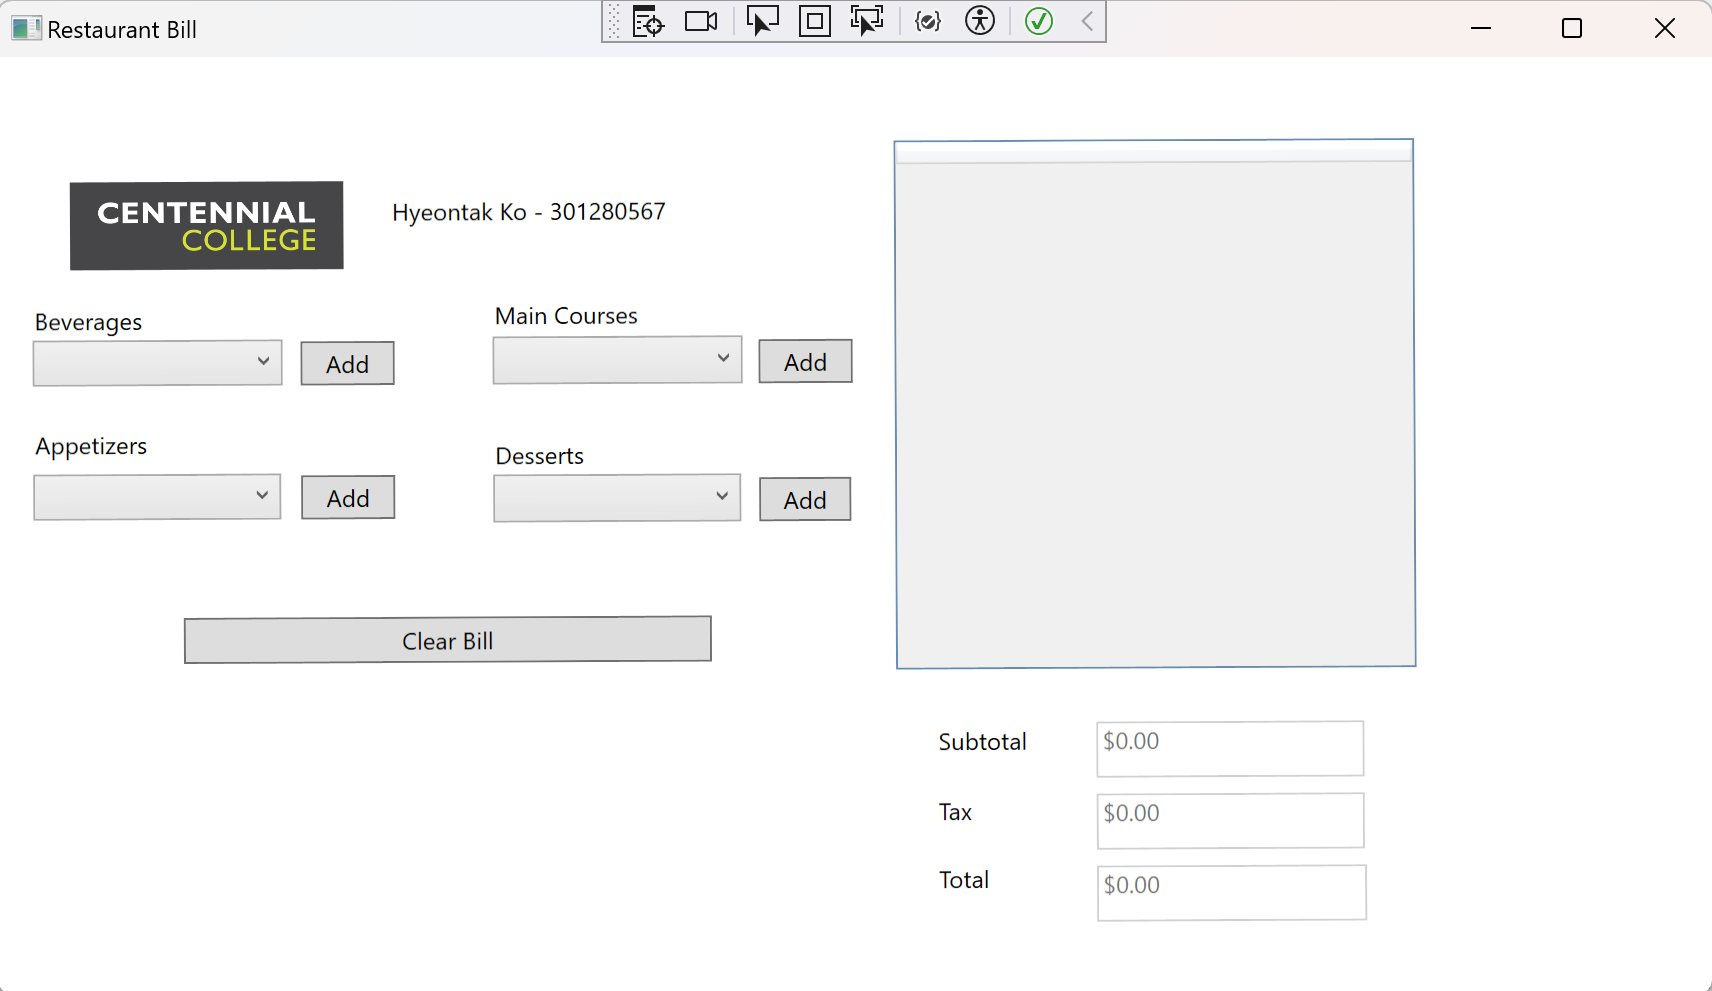 Restaurant Bill
CENTENNIAL
COLLEGE
Hyeontak Ko - 301280567
Beverages
Add
Main Courses
Add
Appetizers
Add
Desserts
Add
Clear Bill
Subtotal
$0.00
Tax
$0.00
Total
$0.00